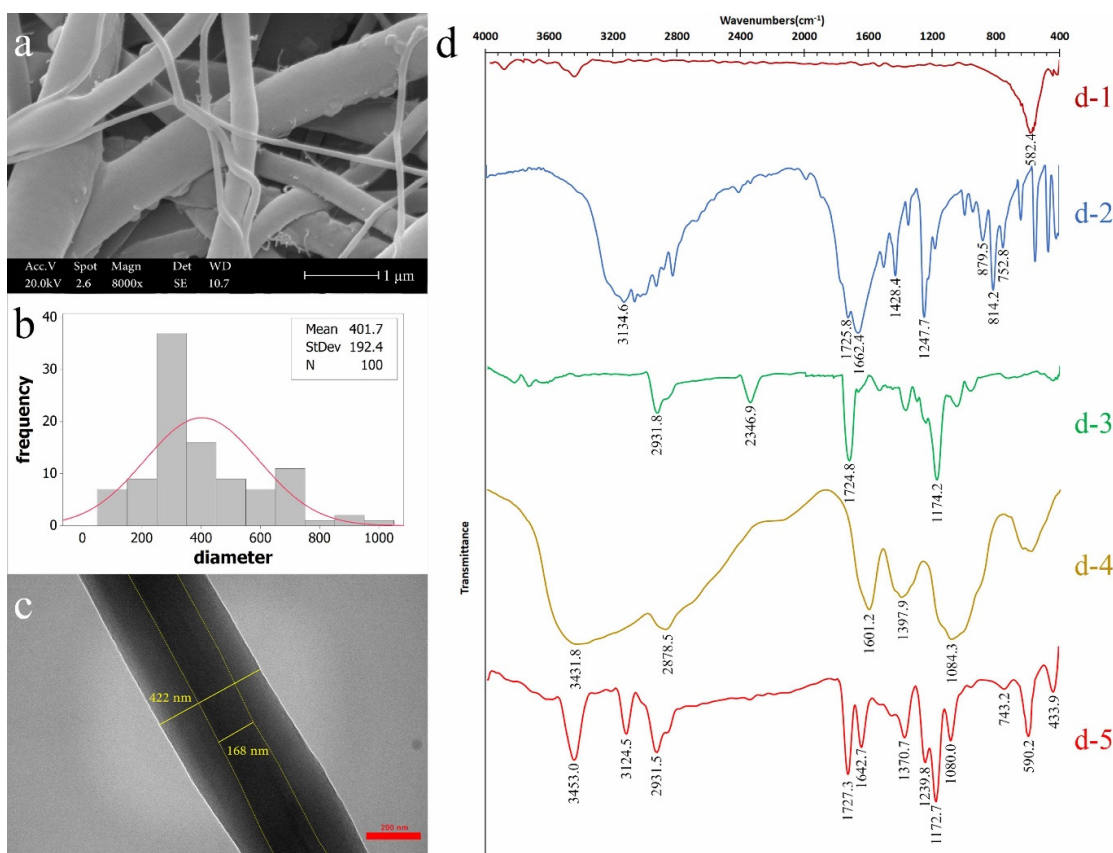 a
Acc.V Spot Magn Det WD
20.0kV 2.6 8000x SE 10.7
1 μm
b
40
30
20
10
0
frequency
Mean 401.7
StDev 192.4
N 100
0 200 400 600 800 1000
diameter
c
422 nm
168 nm
200 nm
d
Wavenumbers(cm⁻¹)
4000 3600 3200 2800 2400 2000 1600 1200 800 400
Transmittance
d-1
582.4
d-2
3134.6
1725.8
1662.4
1428.4
1247.7
879.5
814.2
752.8
d-3
2931.8
2346.9
1724.8
1174.2
d-4
3431.8
2878.5
1601.2
1397.9
1084.3
d-5
3453.0
3124.5
2931.5
1727.3
1642.7
1370.7
1239.8
1172.7
1080.0
743.2
590.2
433.9